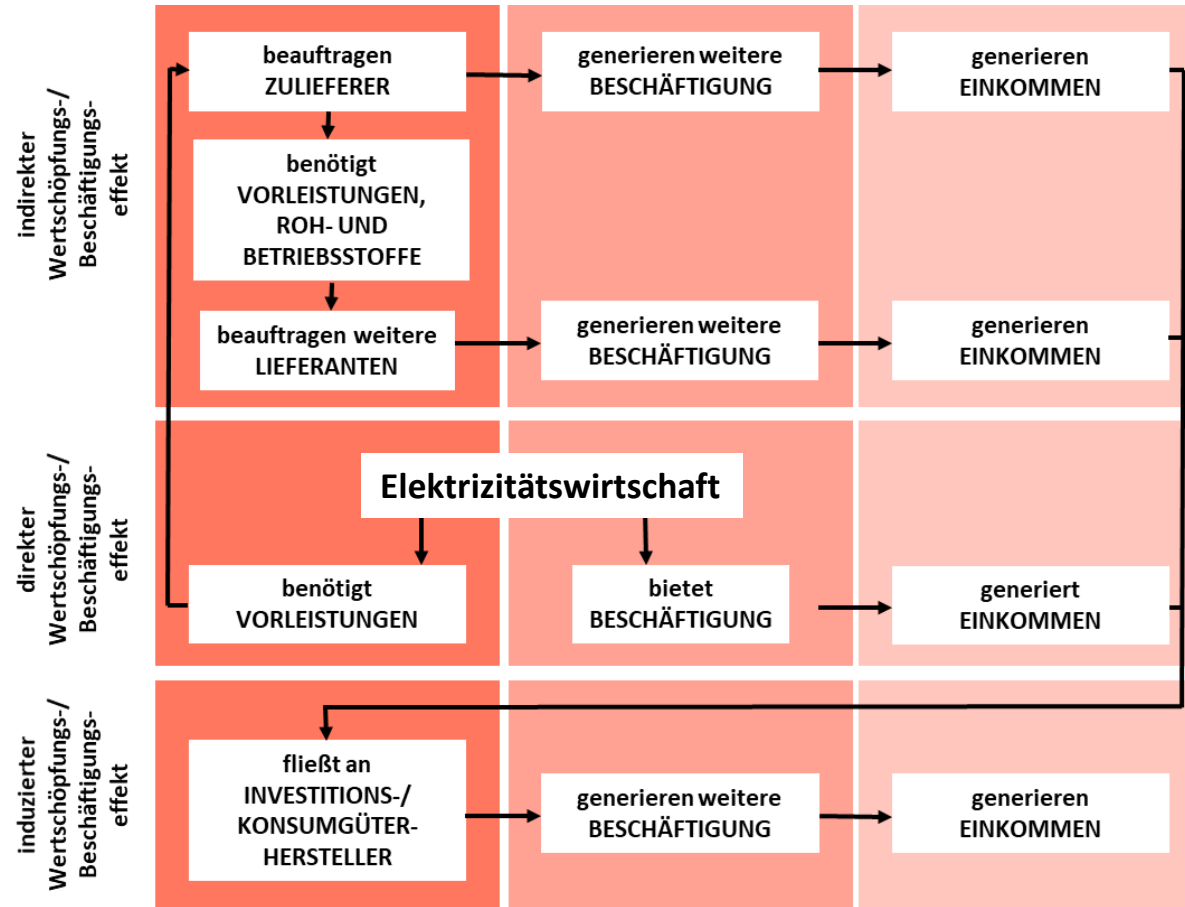 indirekter
Wertschöpfungs-/
Beschäftigungs-
effekt
beauftragen
ZULIEFERER
generieren weitere
BESCHÄFTIGUNG
generieren
EINKOMMEN
benötigt
VORLEISTUNGEN,
ROH- UND
BETRIEBSSTOFFE
beauftragen weitere
LIEFERANTEN
generieren weitere
BESCHÄFTIGUNG
generieren
EINKOMMEN
direkter
Wertschöpfungs-/
Beschäftigungs-
effekt
Elektrizitätswirtschaft
benötigt
VORLEISTUNGEN
bietet
BESCHÄFTIGUNG
generiert
EINKOMMEN
induzierter
Wertschöpfungs-/
Beschäftigungs-
effekt
fließt an
INVESTITIONS-/
KONSUMGÜTER-
HERSTELLER
generieren weitere
BESCHÄFTIGUNG
generieren
EINKOMMEN